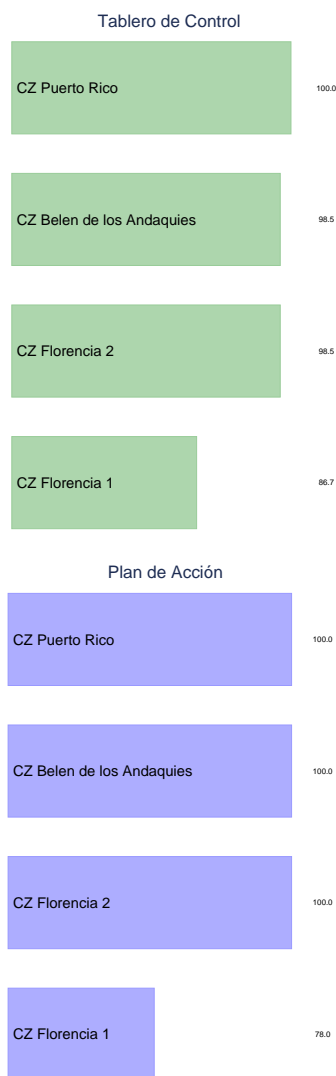 Tablero de Control
CZ Puerto Rico 100.0
CZ Belen de los Andaquies 98.5
CZ Florencia 2 98.5
CZ Florencia 1 86.7
Plan de Acción
CZ Puerto Rico 100.0
CZ Belen de los Andaquies 100.0
CZ Florencia 2 100.0
CZ Florencia 1 78.0